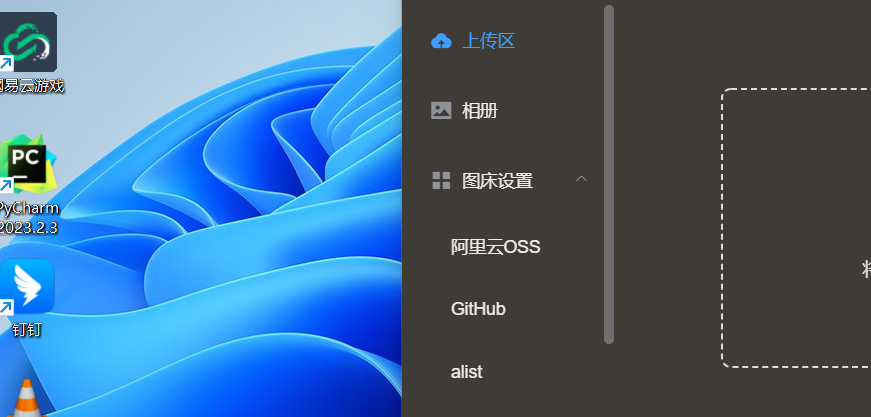 易云游戏
PC
PyCharm
2023.2.3
钉钉
上传区
相册
图床设置
阿里云OSS
GitHub
alist